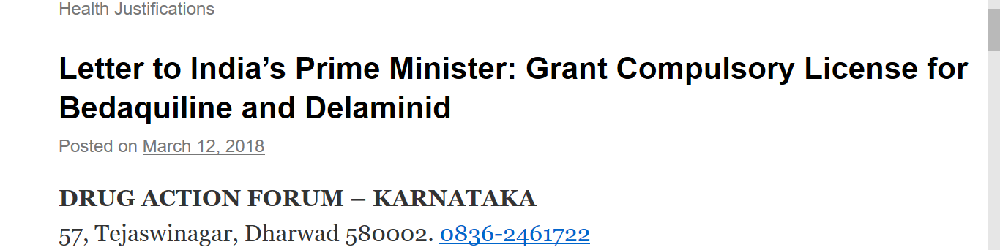 Health Justifications
Letter to India’s Prime Minister: Grant Compulsory License for
Bedaquiline and Delaminid
Posted on March 12, 2018
DRUG ACTION FORUM – KARNATAKA
57, Tejaswinagar, Dharwad 580002. 0836-2461722